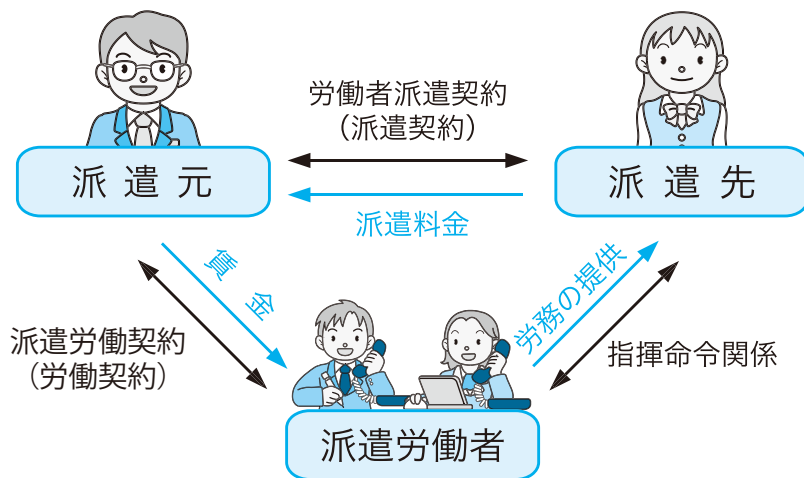 労働者派遣契約
（派遣契約）
派遣元
派遣先
派遣料金
賃金
労務の提供
派遣労働契約
（労働契約）
指揮命令関係
派遣労働者